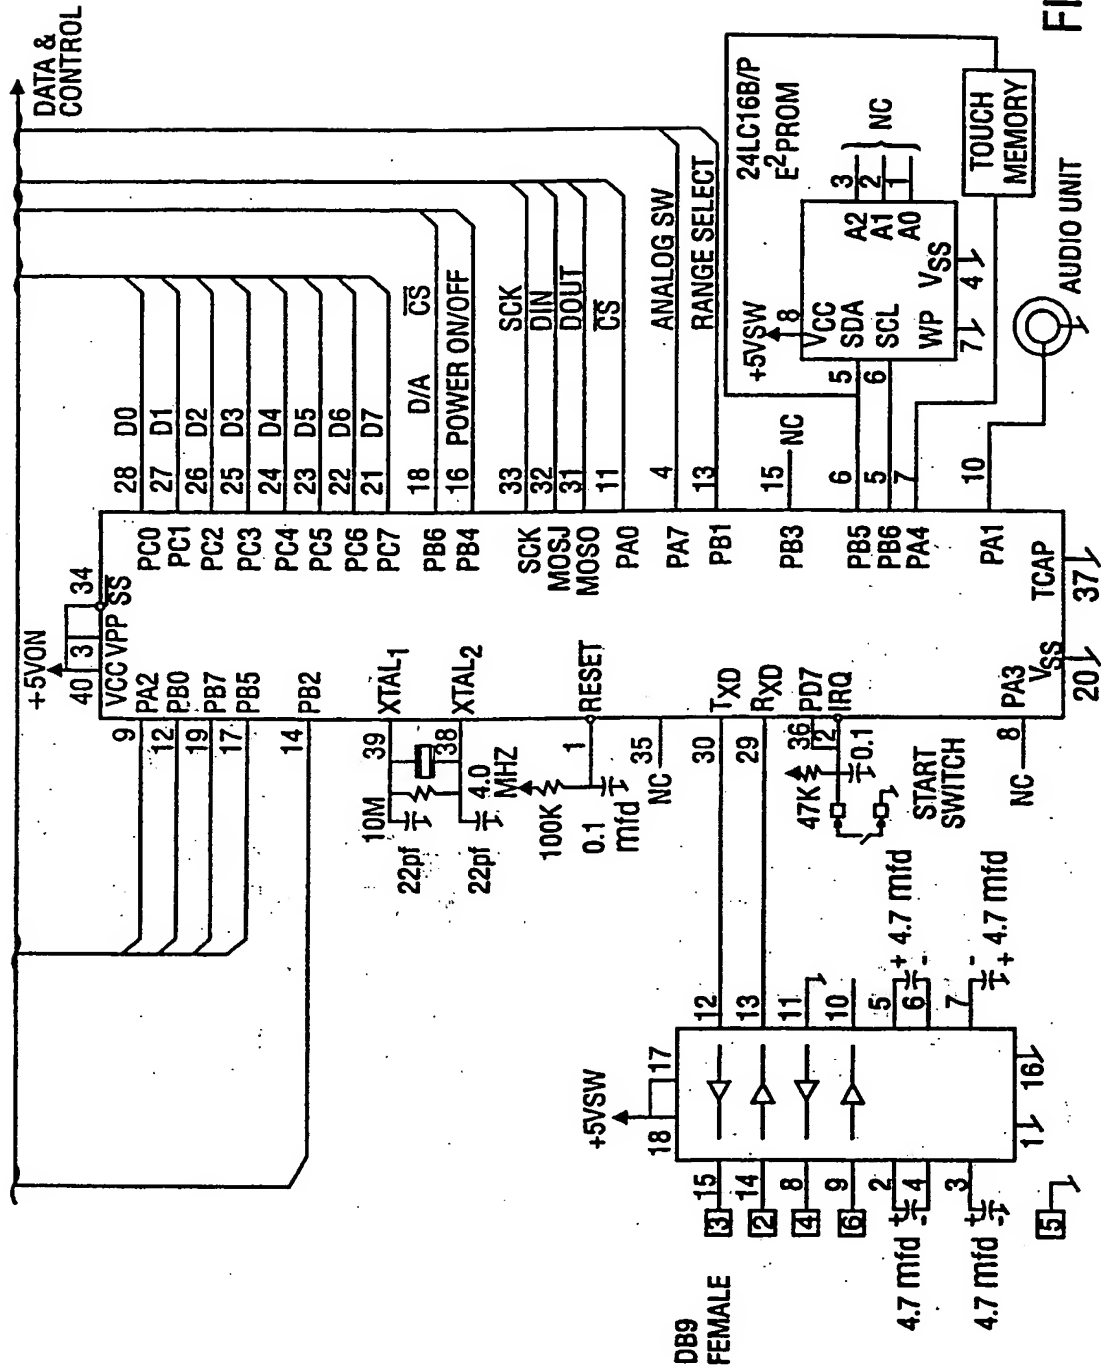 DATA &
CONTROL
+5VON
40 3 34
VCC VPP SS
9 PA2
12 PB0
19 PB7
17 PB5
14 PB2
39 XTAL1
38 XTAL2
10M
22pf
22pf
4.0
MHZ
100K
0.1
mfd
1 RESET
35
NC
30 TXD
29 RXD
36 PD7
2 IRQ
47K
0.1
START
SWITCH
8 PA3
NC
VSS
20
TCAP
37
PC0 28 D0
PC1 27 D1
PC2 26 D2
PC3 25 D3
PC4 24 D4
PC5 23 D5
PC6 22 D6
PC7 21 D7
PB6 18 D/A CS
PB4 16 POWER ON/OFF
SCK 33 SCK
MOSJ 32 DIN
MOSO 31 DOUT
PA0 11 CS
PA7 4 ANALOG SW
PB1 13 RANGE SELECT
PB3 15 NC
PB5 6
PB6 5
PA4 7
PA1 10
24LC16B/P
E2PROM
+5VSW
8
VCC
5 SDA
6 SCL
WP
7
VSS
4
A2 3
A1 2
A0 1
NC
TOUCH
MEMORY
AUDIO UNIT
+5VSW
18 17
DB9
FEMALE
3 15 12
2 14 13
4 8 11
6 9 10
2 5
4 6
3 7
+ -
4.7 mfd
+ -
4.7 mfd
+ 4.7 mfd
-
-
+ 4.7 mfd
1 16
5
FI